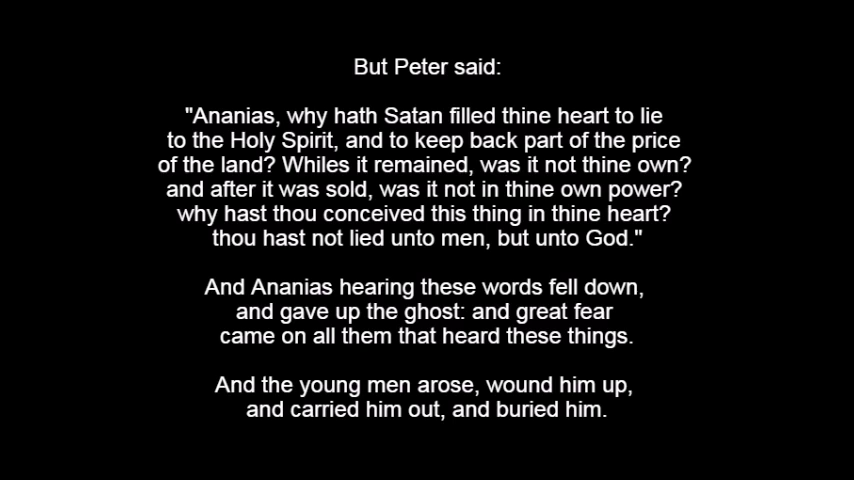 But Peter said:
"Ananias, why hath Satan filled thine heart to lie
to the Holy Spirit, and to keep back part of the price
of the land? Whiles it remained, was it not thine own?
and after it was sold, was it not in thine own power?
why hast thou conceived this thing in thine heart?
thou hast not lied unto men, but unto God."
And Ananias hearing these words fell down,
and gave up the ghost: and great fear
came on all them that heard these things.
And the young men arose, wound him up,
and carried him out, and buried him.